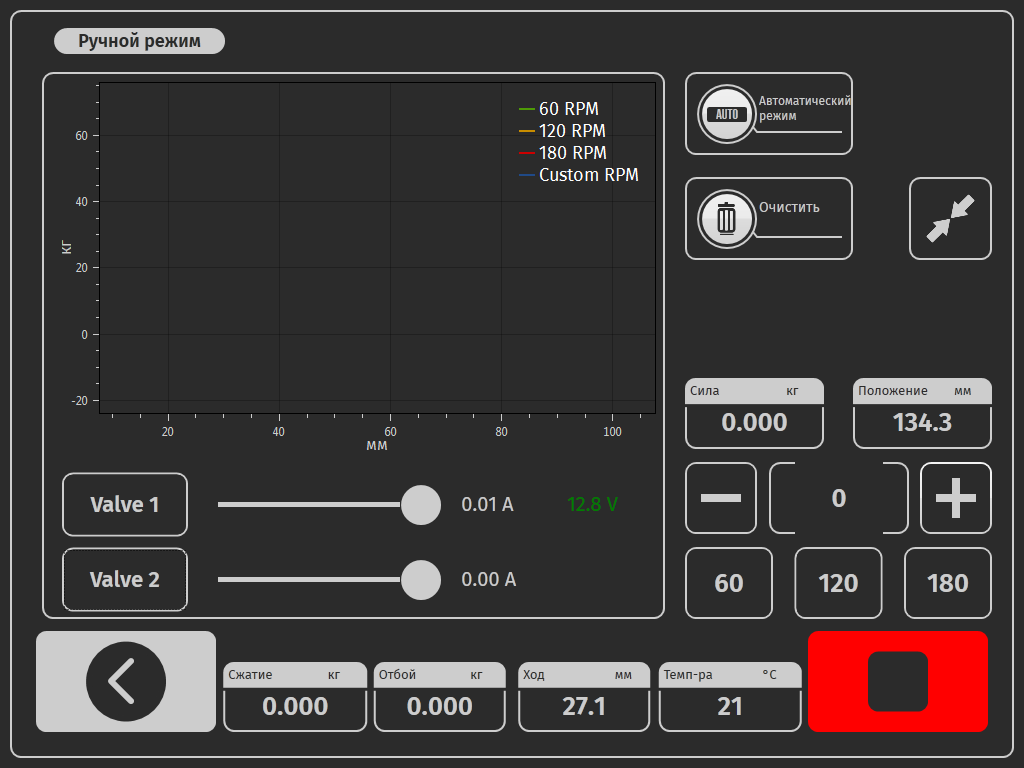 Ручной режим
60 RPM
120 RPM
180 RPM
Custom RPM
60
40
20
0
-20
КГ
20 40 60 80 100
ММ
Valve 1 0.01 A 12.8 V
Valve 2 0.00 A
AUTO
Автоматический
режим
Очистить
Сила кг
0.000
Положение мм
134.3
0
60 120 180
Сжатие кг
0.000
Отбой кг
0.000
Ход мм
27.1
Темп-ра °C
21